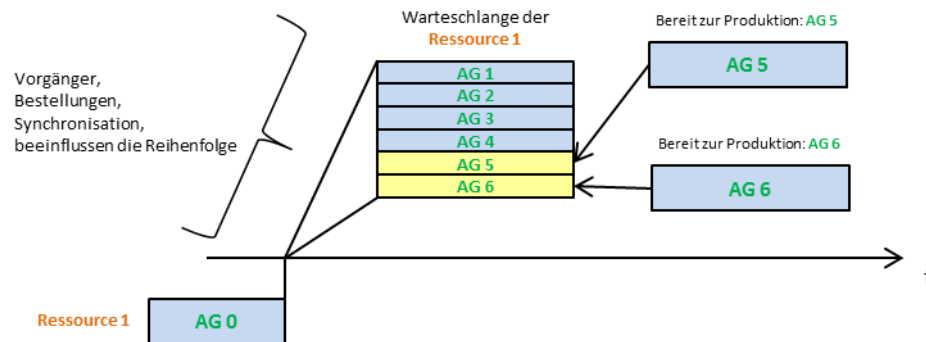 Warteschlange der
Ressource 1
Bereit zur Produktion: AG 5
AG 5
AG 1
AG 2
AG 3
AG 4
AG 5
AG 6
Vorgänger,
Bestellungen,
Synchronisation,
beeinflussen die Reihenfolge
Bereit zur Produktion: AG 6
AG 6
Ressource 1
AG 0